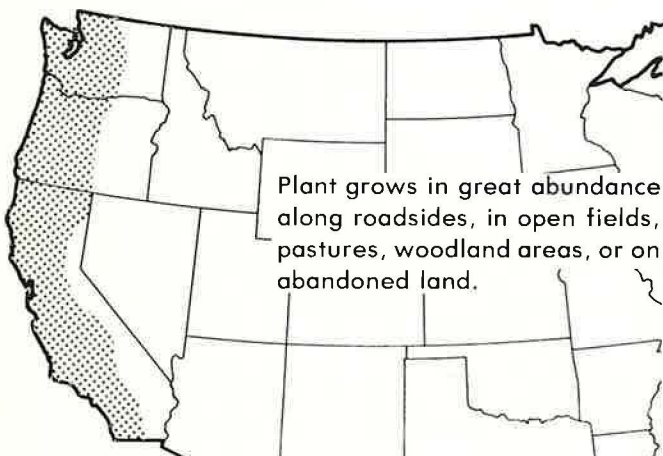 Plant grows in great abundance
along roadsides, in open fields,
pastures, woodland areas, or on
abandoned land.